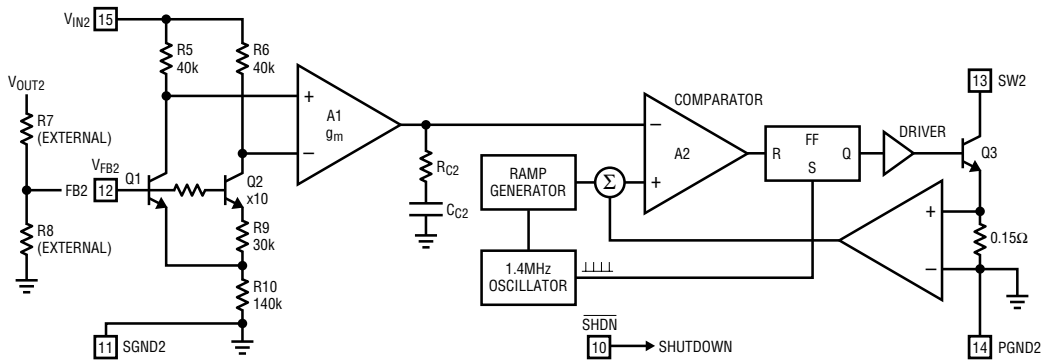 VIN2
15
R5
40k
R6
40k
VOUT2
R7
(EXTERNAL)
VFB2
FB2
12
Q1
Q2
x10
R8
(EXTERNAL)
R9
30k
R10
140k
11
SGND2
+
A1
gm
−
RC2
CC2
RAMP
GENERATOR
Σ
1.4MHz
OSCILLATOR
COMPARATOR
−
A2
+
FF
R
Q
S
DRIVER
13
SW2
Q3
+
−
0.15Ω
SHDN
10
SHUTDOWN
14
PGND2